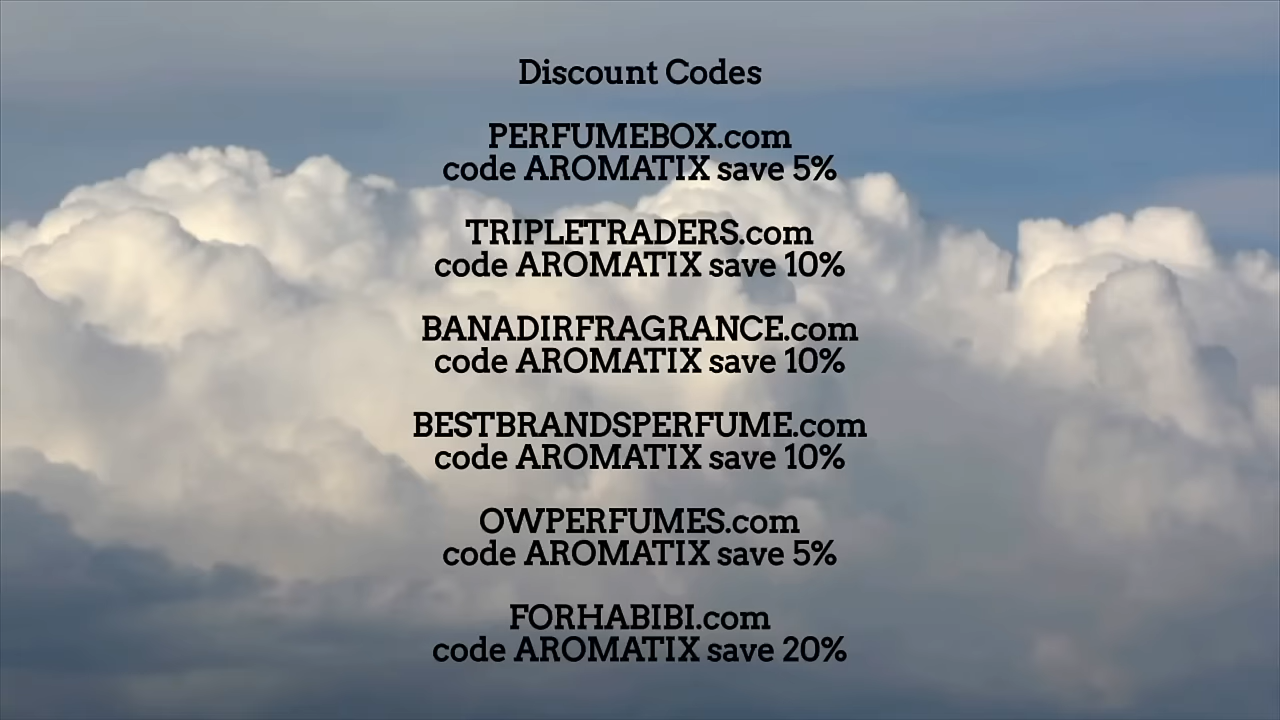 Discount Codes
PERFUMEBOX.com
code AROMATIX save 5%
TRIPLETRADERS.com
code AROMATIX save 10%
BANADIRFRAGRANCE.com
code AROMATIX save 10%
BESTBRANDSPERFUME.com
code AROMATIX save 10%
OWPERFUMES.com
code AROMATIX save 5%
FORHABIBI.com
code AROMATIX save 20%